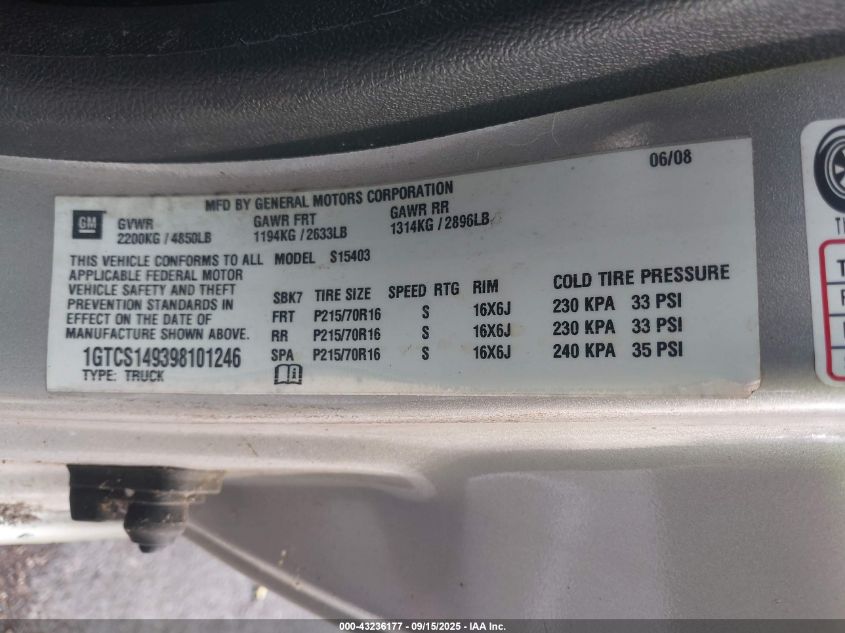 06/08
MFD BY GENERAL MOTORS CORPORATION
GM
GVWR GAWR FRT GAWR RR
2200KG / 4850LB 1194KG / 2633LB 1314KG / 2896LB
THIS VEHICLE CONFORMS TO ALL
APPLICABLE FEDERAL MOTOR
VEHICLE SAFETY AND THEFT
PREVENTION STANDARDS IN
EFFECT ON THE DATE OF
MANUFACTURE SHOWN ABOVE.
1GTCS149398101246
TYPE: TRUCK
MODEL S15403
SBK7 TIRE SIZE SPEED RTG RIM COLD TIRE PRESSURE
FRT P215/70R16 S 16X6J 230 KPA 33 PSI
RR P215/70R16 S 16X6J 230 KPA 33 PSI
SPA P215/70R16 S 16X6J 240 KPA 35 PSI
000-43236177 - 09/15/2025 - IAA Inc.